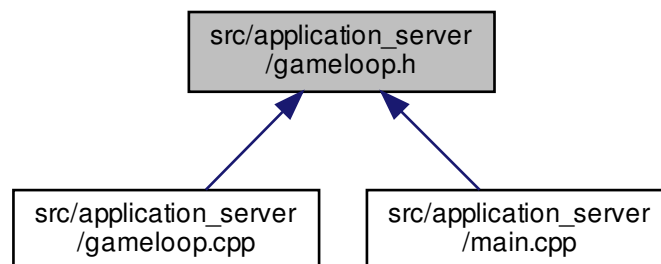 src/application_server
/gameloop.h
src/application_server
/gameloop.cpp
src/application_server
/main.cpp